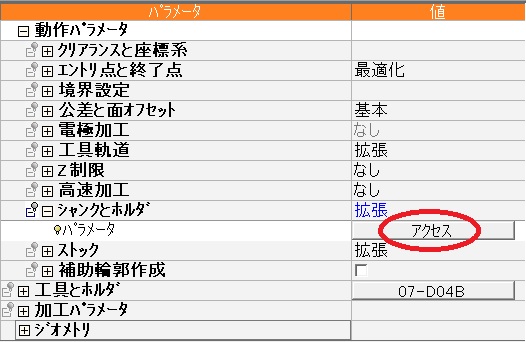 ﾊﾟﾗﾒｰﾀ 値
動作ﾊﾟﾗﾒｰﾀ
ｸﾘｱﾗﾝｽと座標系
ｴﾝﾄﾘ点と終了点 最適化
境界設定
公差と面ｵﾌｾｯﾄ 基本
電極加工 なし
工具軌道 拡張
Z制限 なし
高速加工 なし
ｼｬﾝｸとﾎﾙﾀﾞ 拡張
ﾊﾟﾗﾒｰﾀ ｱｸｾｽ
ｽﾄｯｸ 拡張
補助輪郭作成
工具とﾎﾙﾀﾞ 07-D04B
加工ﾊﾟﾗﾒｰﾀ
ｼﾞｵﾒﾄﾘ